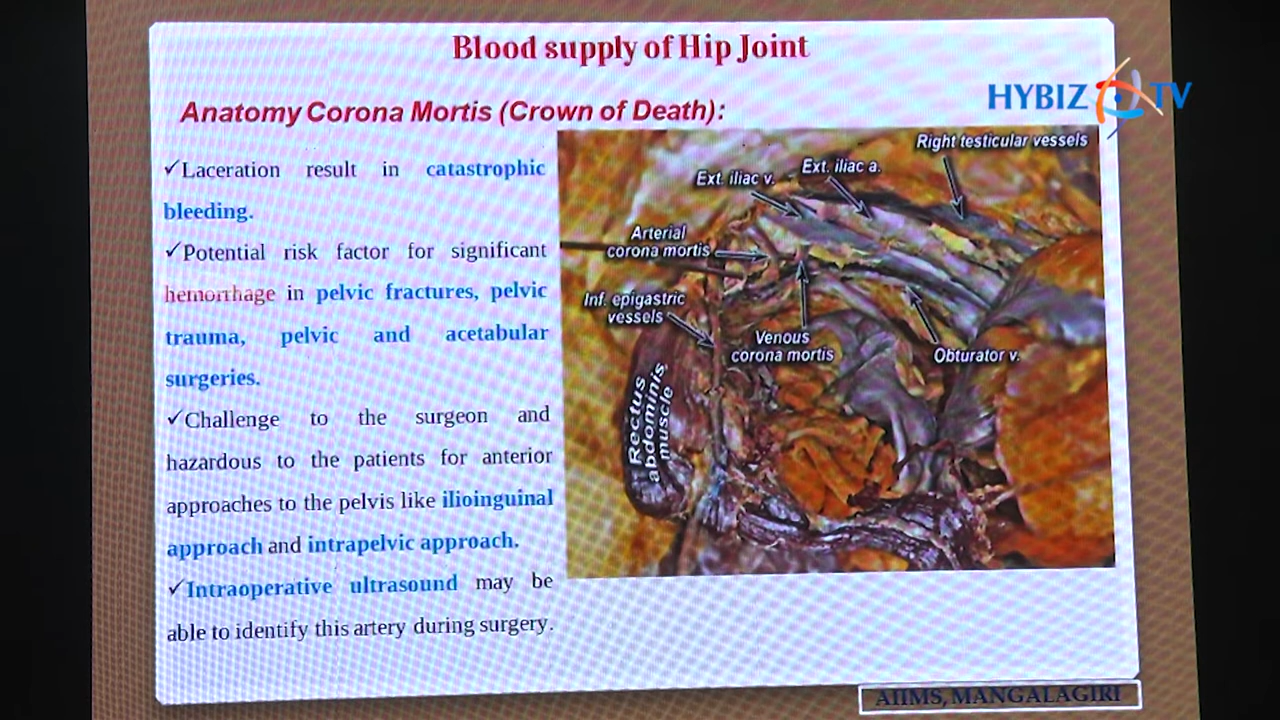 Blood supply of Hip Joint
HYBIZ TV
Anatomy Corona Mortis (Crown of Death):
✓Laceration result in catastrophic
bleeding.
✓Potential risk factor for significant
hemorrhage in pelvic fractures, pelvic
trauma, pelvic and acetabular
surgeries.
✓Challenge to the surgeon and
hazardous to the patients for anterior
approaches to the pelvis like ilioinguinal
approach and intrapelvic approach.
✓Intraoperative ultrasound may be
able to identify this artery during surgery.
Right testicular vessels
Ext. iliac v.
Ext. iliac a.
Arterial
corona mortis
Inf. epigastric
vessels
Venous
corona mortis
Obturator v.
Rectus
abdominis
muscle
AIIMS, MANGALAGIRI